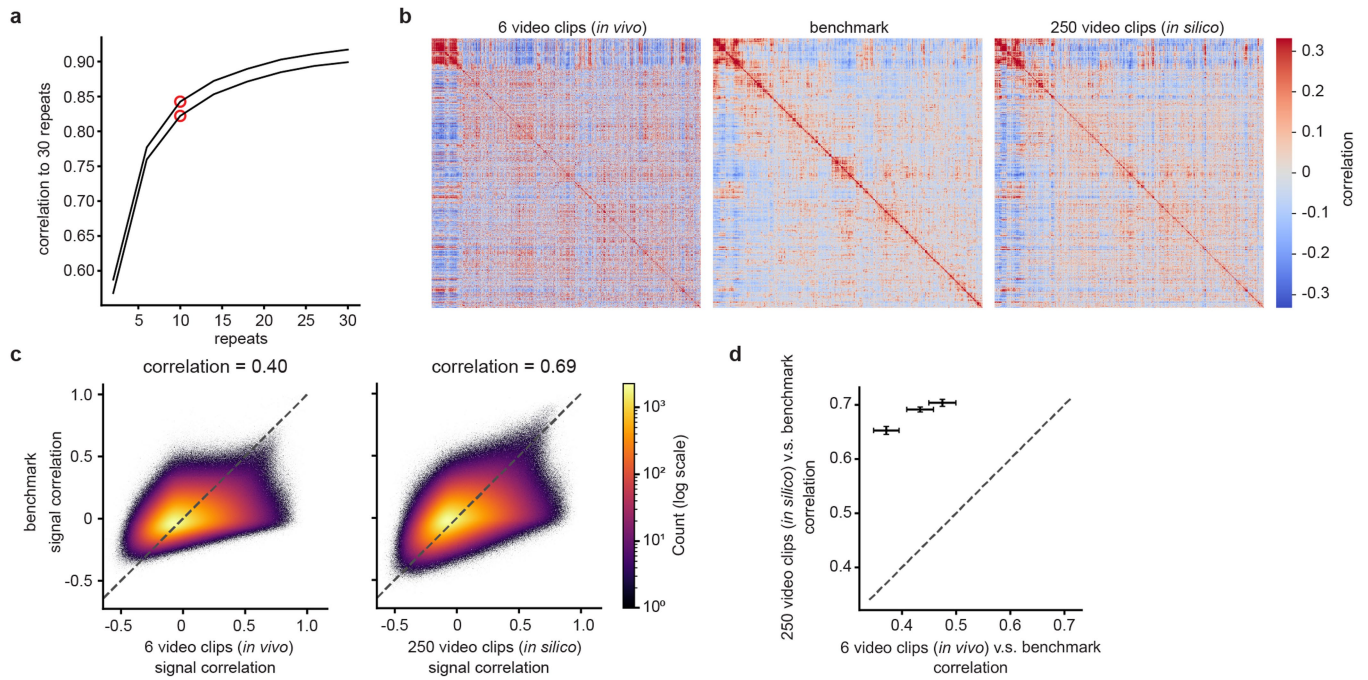 a
correlation to 30 repeats
0.90
0.85
0.80
0.75
0.70
0.65
0.60
5
10
15
20
25
30
repeats
b
6 video clips (in vivo)
benchmark
250 video clips (in silico)
0.3
0.2
0.1
0
-0.1
-0.2
-0.3
correlation
c
correlation = 0.40
correlation = 0.69
benchmark
signal correlation
1.0
0.5
0
-0.5
-0.5
0
0.5
1.0
6 video clips (in vivo)
signal correlation
-0.5
0
0.5
1.0
250 video clips (in silico)
signal correlation
10³
10²
10¹
10⁰
Count (log scale)
d
250 video clips (in silico) v.s. benchmark
correlation
0.7
0.6
0.5
0.4
0.4
0.5
0.6
0.7
6 video clips (in vivo) v.s. benchmark
correlation